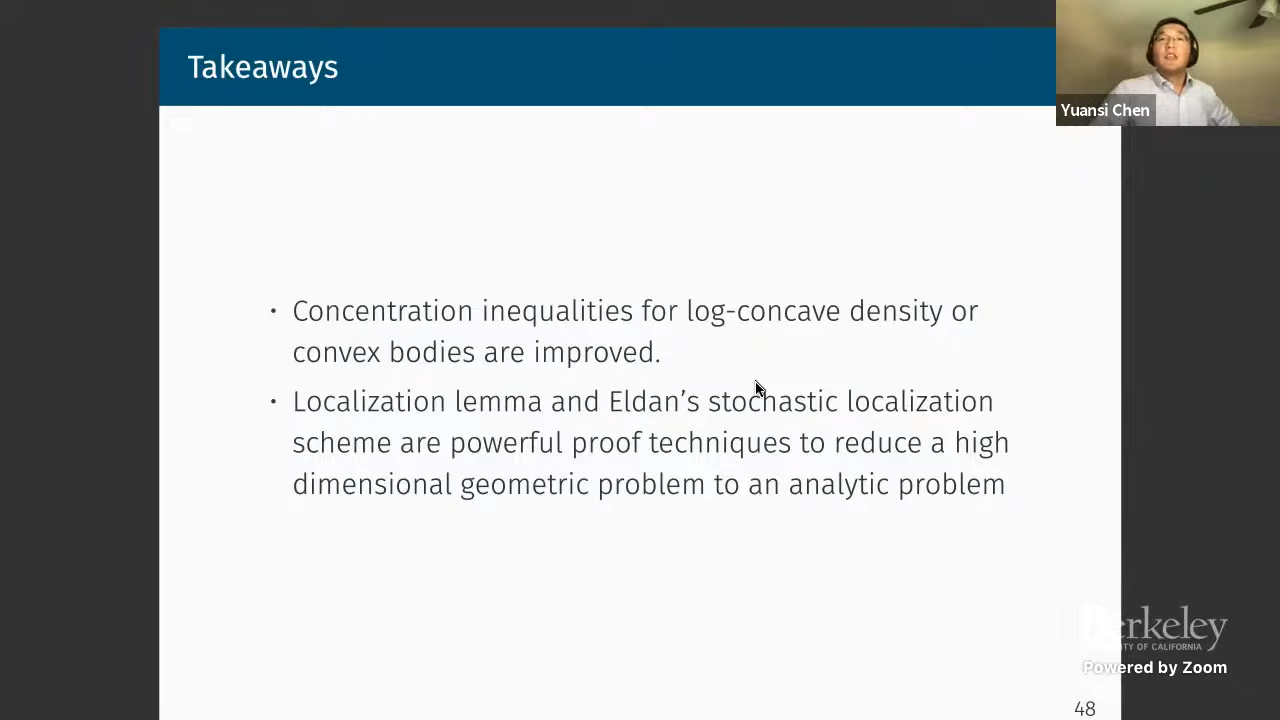 Takeaways
Yuansi Chen
• Concentration inequalities for log-concave density or
convex bodies are improved.
• Localization lemma and Eldan’s stochastic localization
scheme are powerful proof techniques to reduce a high
dimensional geometric problem to an analytic problem
Berkeley
OF CALIFORNIA
Powered by Zoom
48